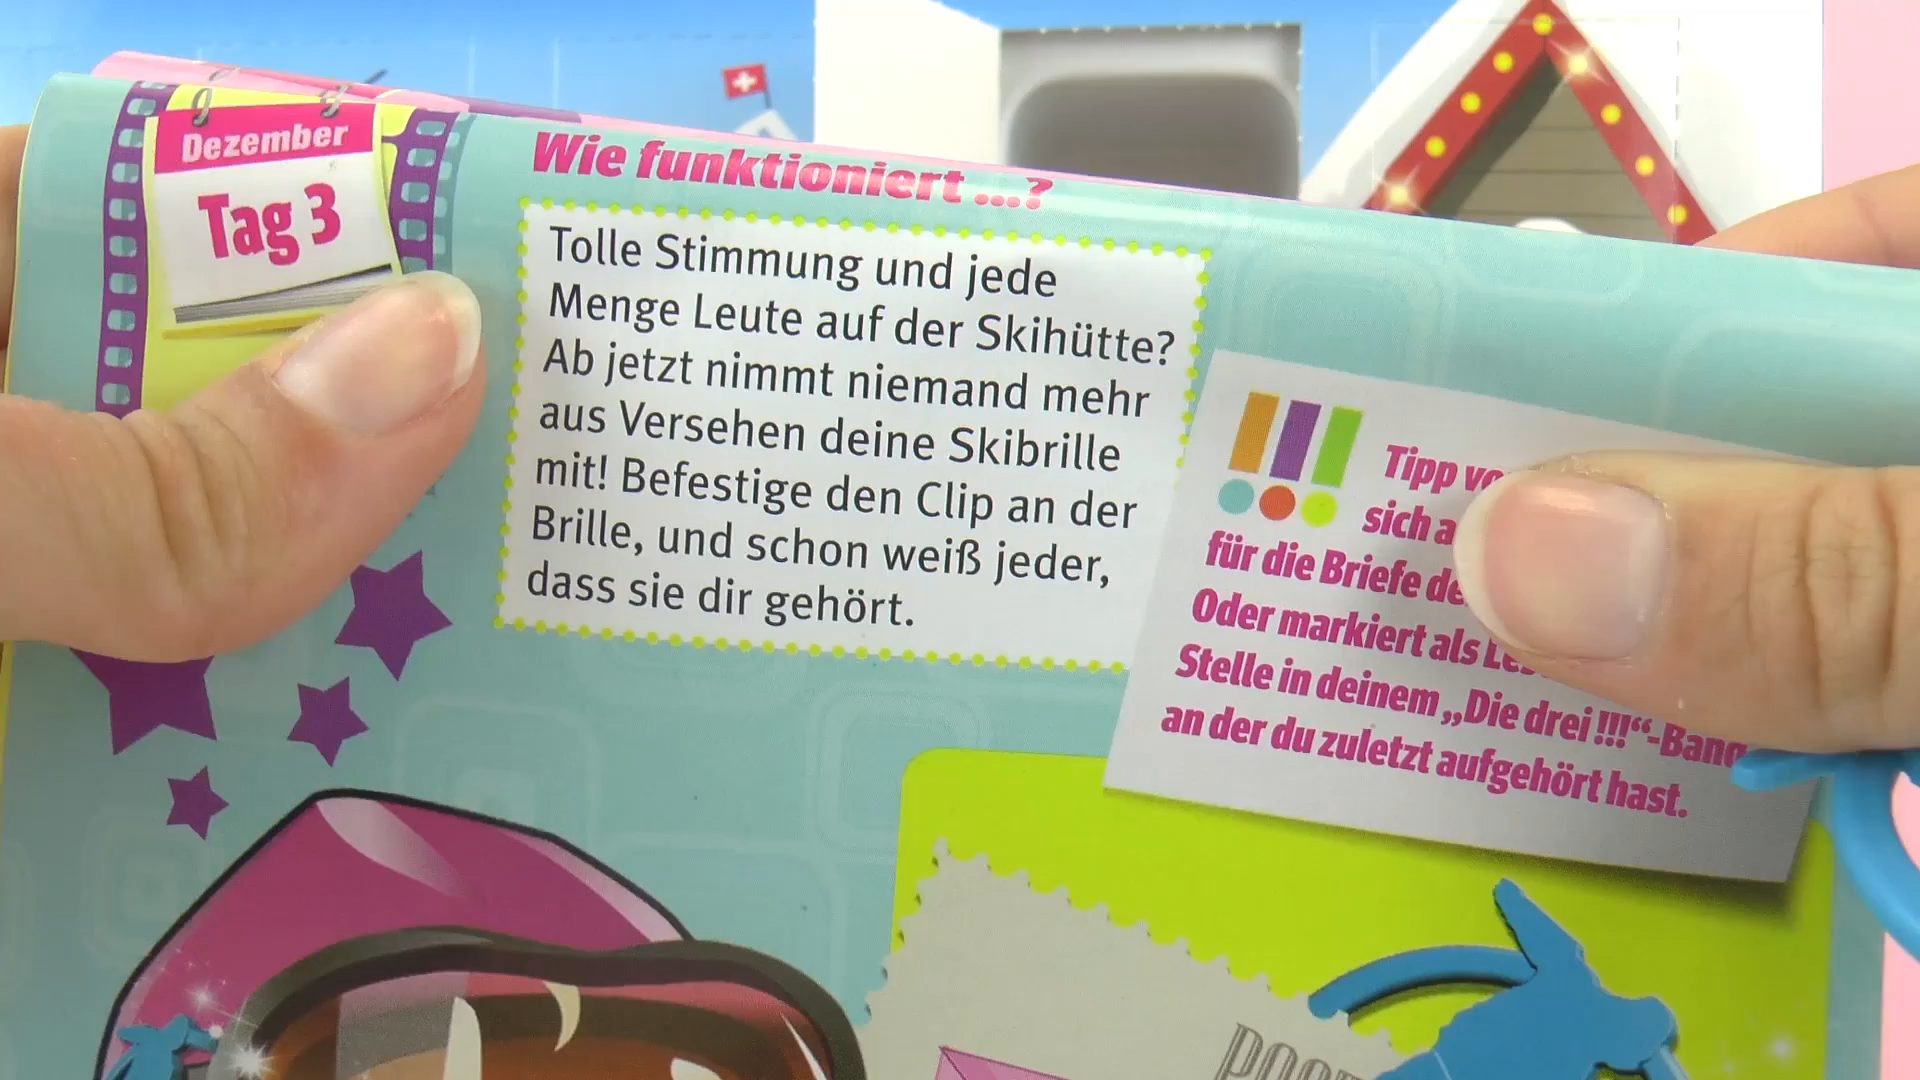 Dezember
Tag 3
Wie funktioniert ...?
Tolle Stimmung und jede
Menge Leute auf der Skihütte?
Ab jetzt nimmt niemand mehr
aus Versehen deine Skibrille
mit! Befestige den Clip an der
Brille, und schon weiß jeder,
dass sie dir gehört.
!!!
Tipp
sich
für die Briefe
Oder markiert als
Stelle in deinem „Die drei !!!“-Band
an der du zuletzt aufgehört hast.